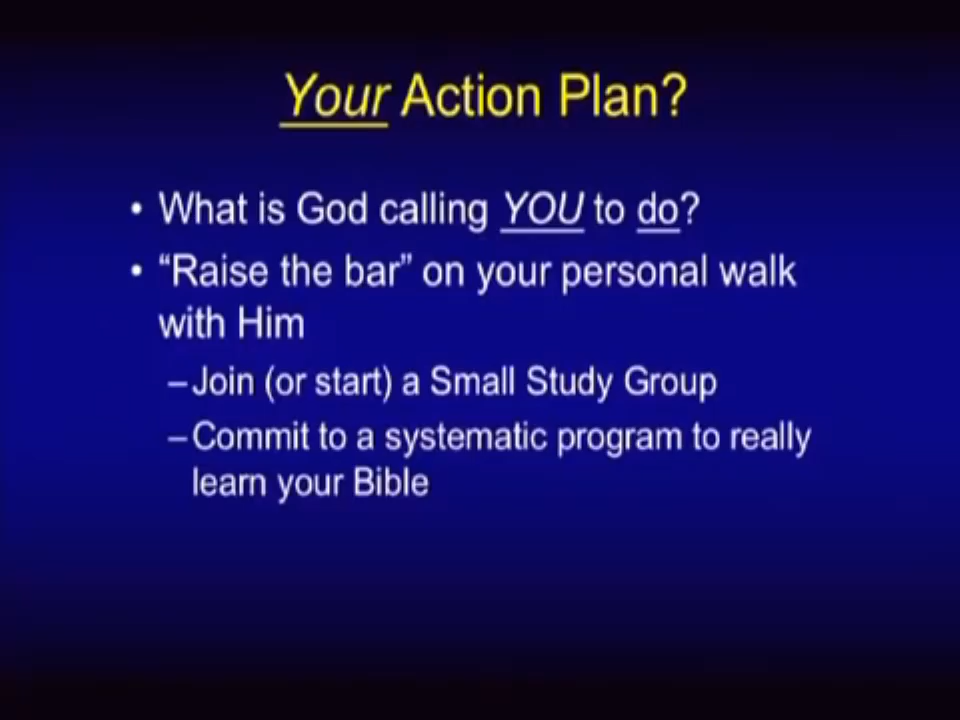 Your Action Plan?
• What is God calling YOU to do?
• “Raise the bar” on your personal walk
with Him
–Join (or start) a Small Study Group
–Commit to a systematic program to really
learn your Bible